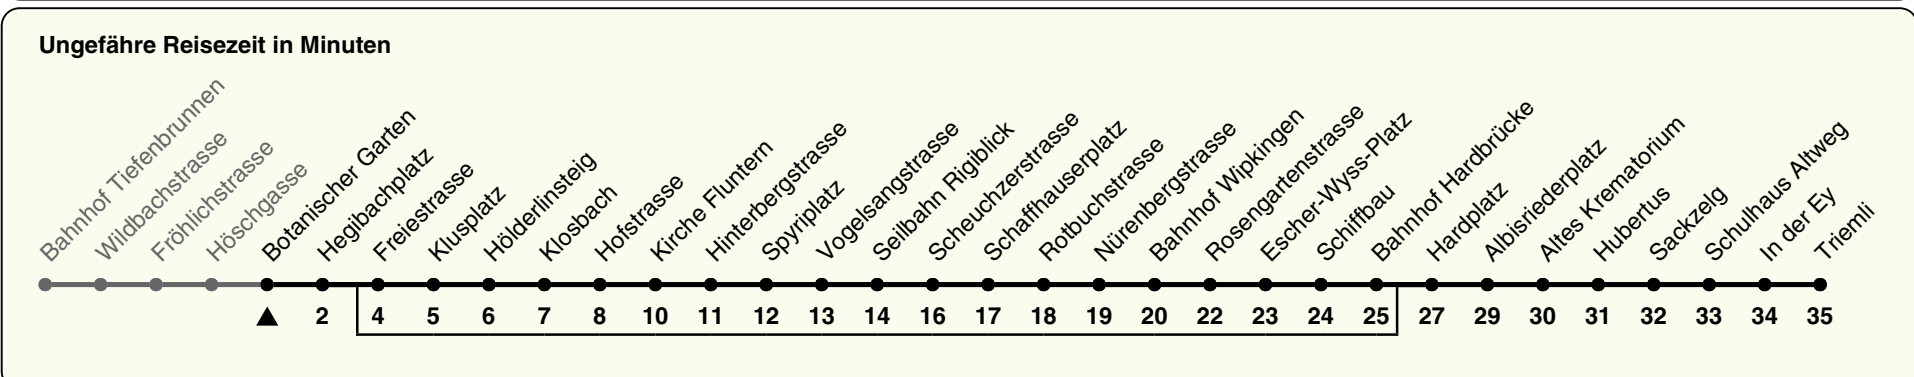 Ungefähre Reisezeit in Minuten
Bahnhof Tiefenbrunnen
Wildbachstrasse
Fröhlichstrasse
Höschgasse
Botanischer Garten
Hegibachplatz
Freiestrasse
Klusplatz
Hölderlinsteig
Klosbach
Hofstrasse
Kirche Fluntern
Hinterbergstrasse
Spyriplatz
Vogelsangstrasse
Seilbahn Rigiblick
Scheuchzerstrasse
Schaffhauserplatz
Rotbuchstrasse
Nürenbergstrasse
Bahnhof Wipkingen
Rosengartenstrasse
Escher-Wyss-Platz
Schiffbau
Bahnhof Hardbrücke
Hardplatz
Albisriederplatz
Altes Krematorium
Hubertus
Sackzelg
Schulhaus Altweg
In der Ey
Triemli
2 4 5 6 7 8 10 11 12 13 14 16 17 18 19 20 22 23 24 25 27 29 30 31 32 33 34 35